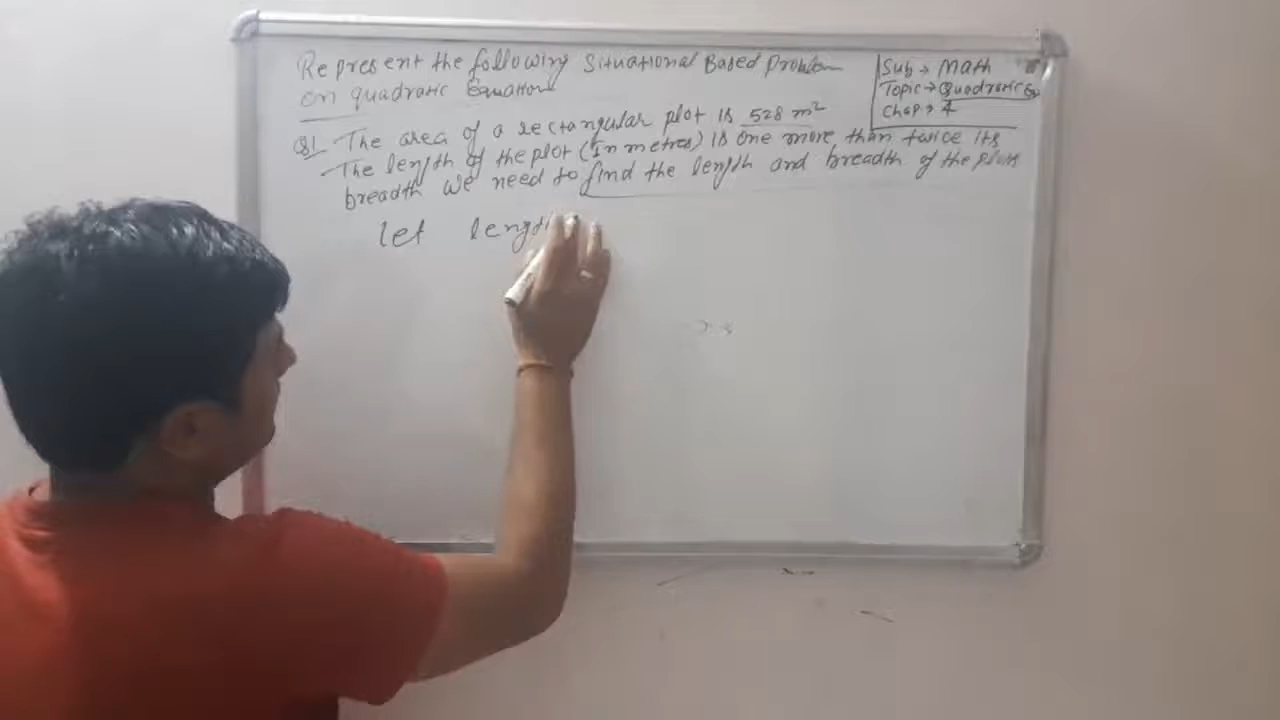 Represent the following Situational Based Problem
on quadratic Equation
Sub → Math
Topic → Quadratic Eq
Chap → 4
Q1 The area of a rectangular plot is 528 m²
The length of the plot (In metres) is one more than twice its
breadth we need to find the length and breadth of the plots
let length